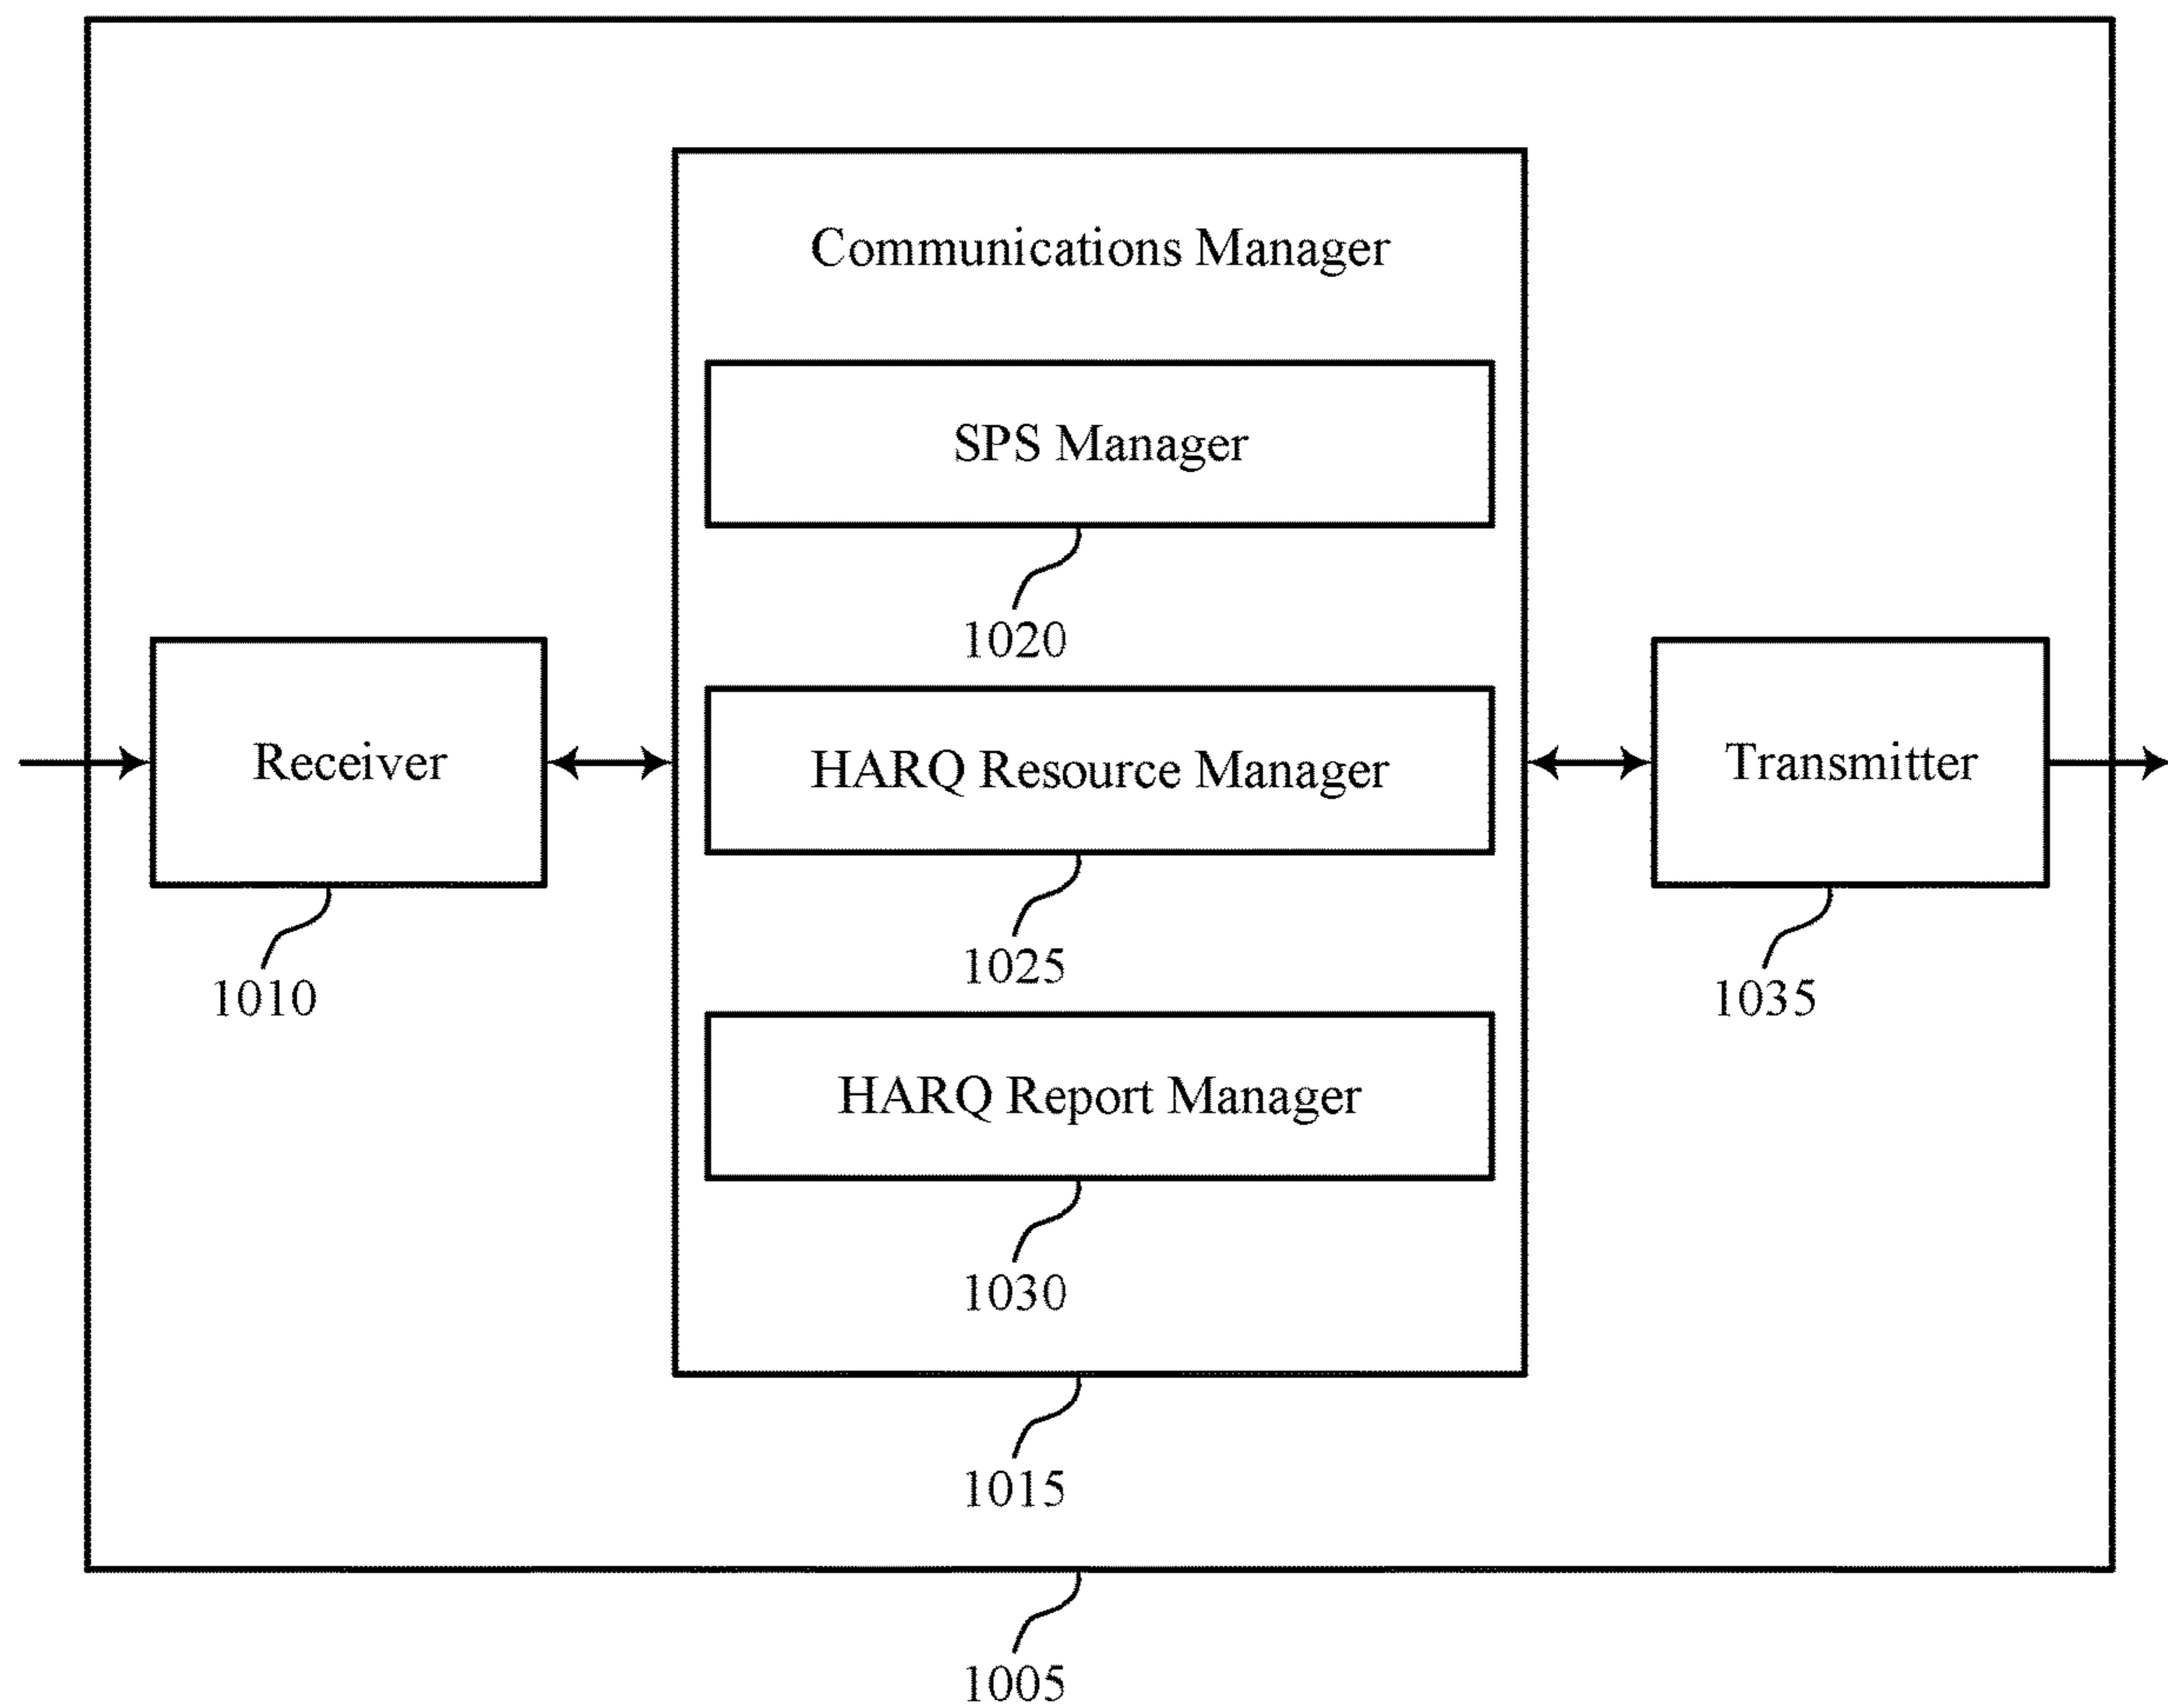 Communications Manager
SPS Manager
1020
Receiver
1010
HARQ Resource Manager
1025
Transmitter
1035
HARQ Report Manager
1030
1015
1005